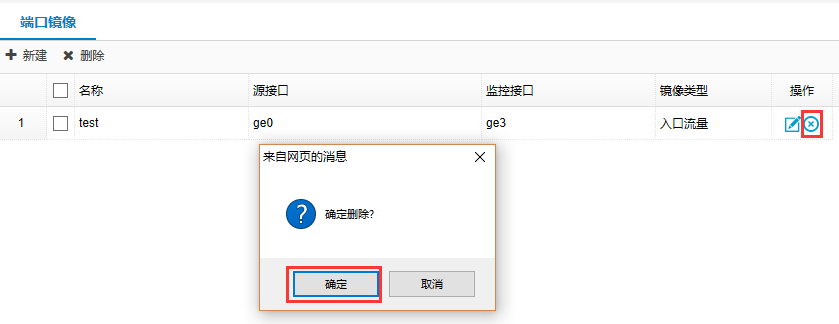 端口镜像
新建 删除
名称 源接口 监控接口 镜像类型 操作
1 test ge0 ge3 入口流量
来自网页的消息
确定删除?
确定 取消